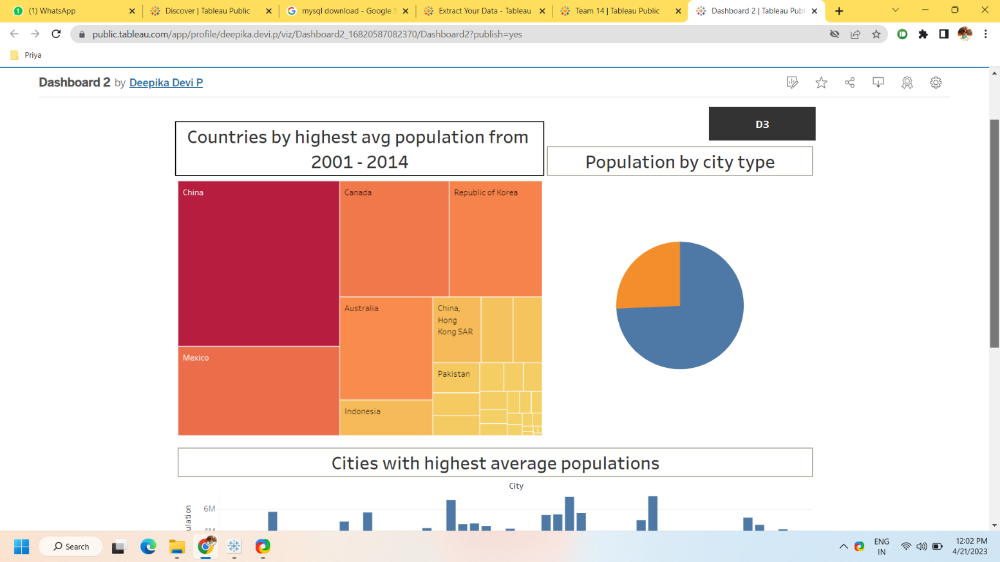 (1) WhatsApp
Discover | Tableau Public
mysql download - Google S
Extract Your Data - Tableau
Team 14 | Tableau Public
Dashboard 2 | Tableau Publ
public.tableau.com/app/profile/deepika.devi.p/viz/Dashboard2_16820587082370/Dashboard2?publish=yes
Priya
Dashboard 2 by Deepika Devi P
D3
Countries by highest avg population from
2001 - 2014
Population by city type
China
Canada
Republic of Korea
Australia
China,
Hong
Kong SAR
Mexico
Pakistan
Indonesia
Cities with highest average populations
City
6M
4M
ulation
Search
ENG
IN
12:02 PM
4/21/2023